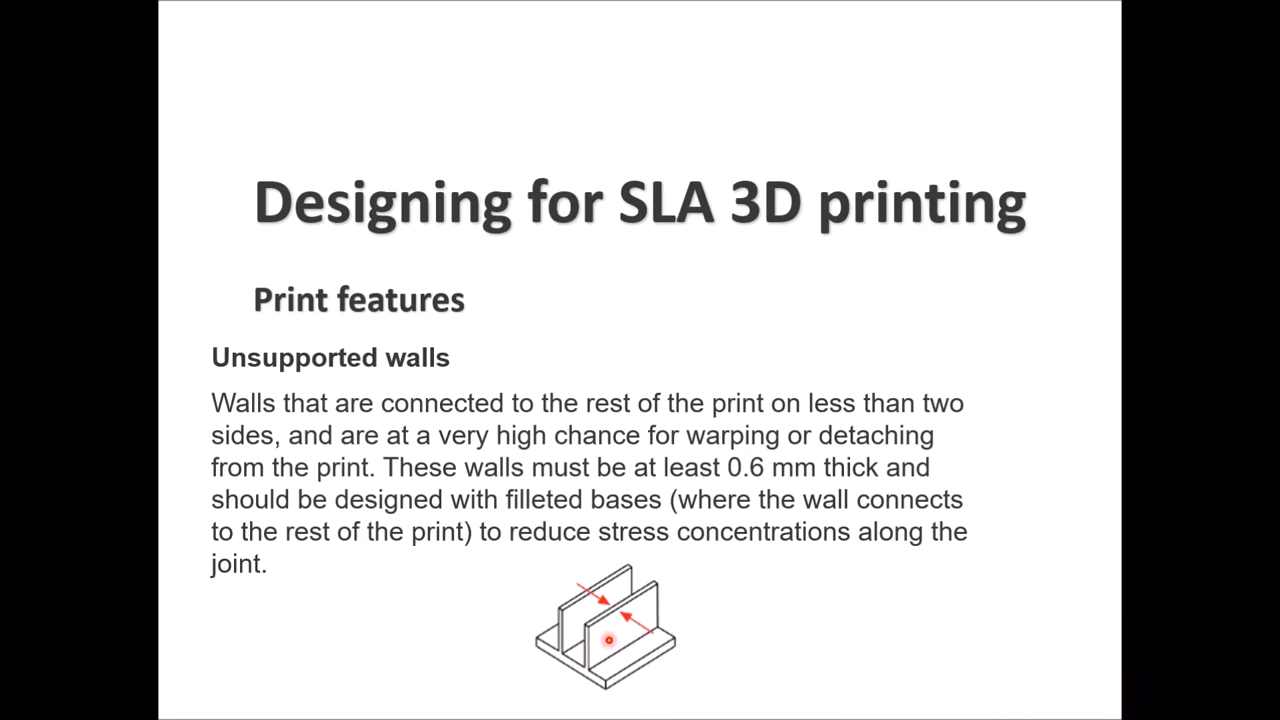 Designing for SLA 3D printing
Print features
Unsupported walls
Walls that are connected to the rest of the print on less than two
sides, and are at a very high chance for warping or detaching
from the print. These walls must be at least 0.6 mm thick and
should be designed with filleted bases (where the wall connects
to the rest of the print) to reduce stress concentrations along the
joint.